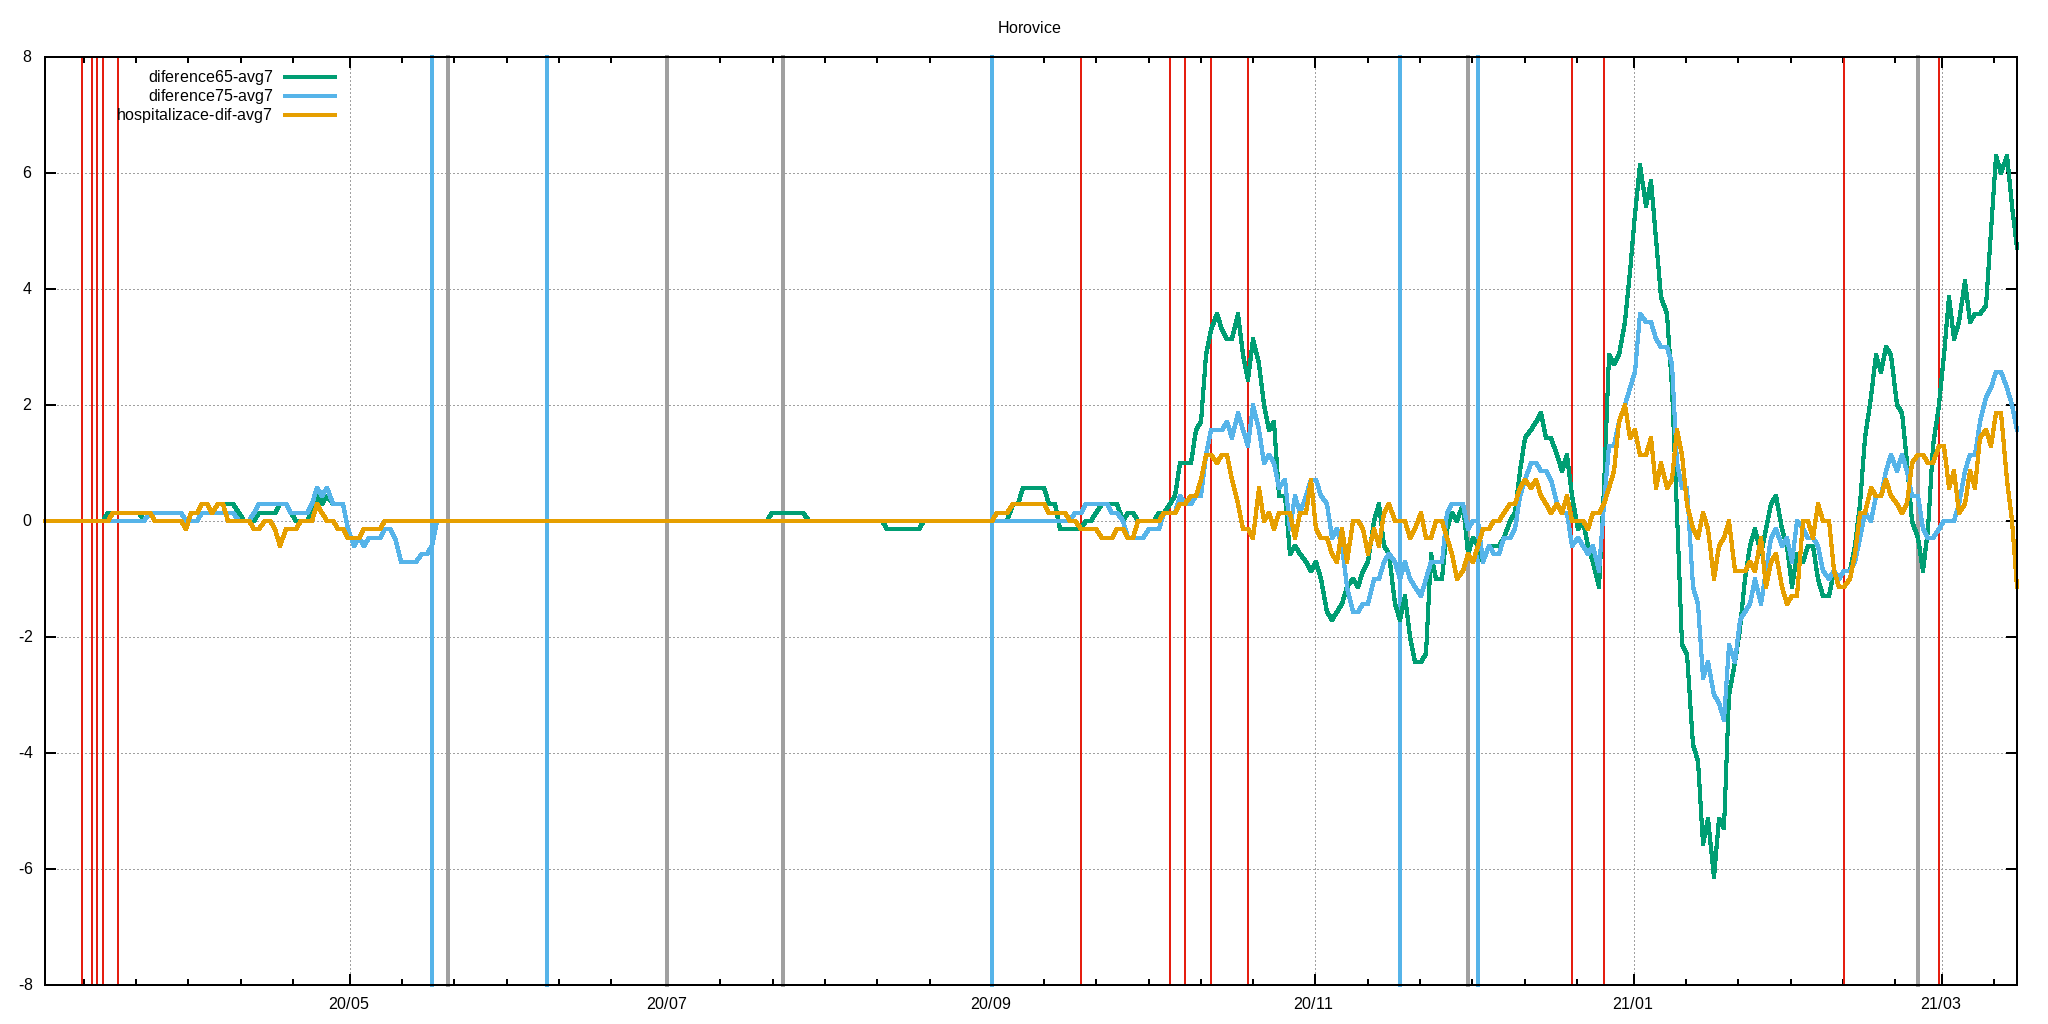 Horovice
diference65-avg7
diference75-avg7
hospitalizace-dif-avg7
8
6
4
2
0
-2
-4
-6
-8
20/05 20/07 20/09 20/11 21/01 21/03